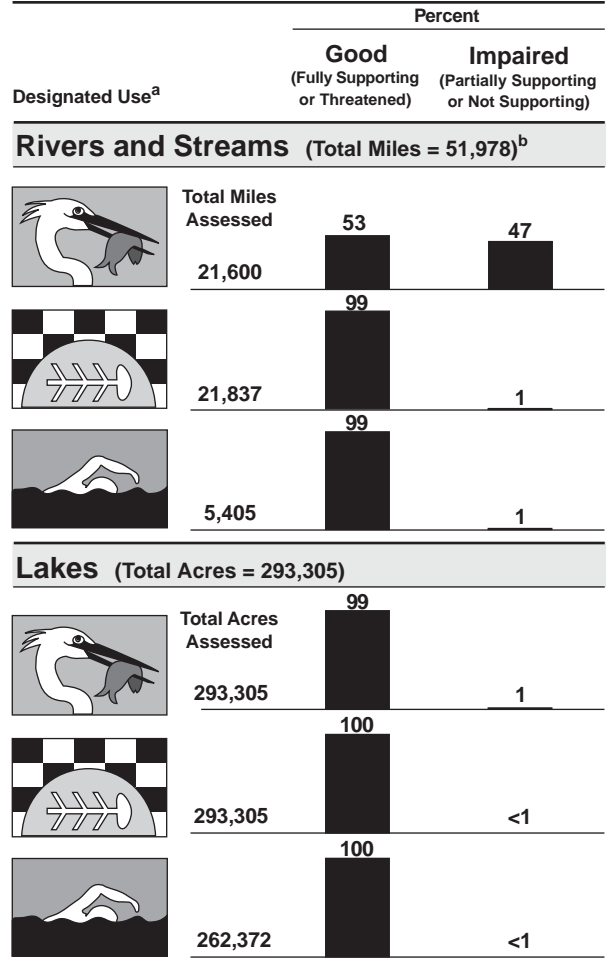 Percent
Good Impaired
(Fully Supporting (Partially Supporting
Designated Useᵃ or Threatened) or Not Supporting)
Rivers and Streams (Total Miles = 51,978)ᵇ
Total Miles
Assessed
53 47
21,600
99
21,837 1
99
5,405 1
Lakes (Total Acres = 293,305)
99
Total Acres
Assessed
293,305 1
100
293,305 <1
100
262,372 <1